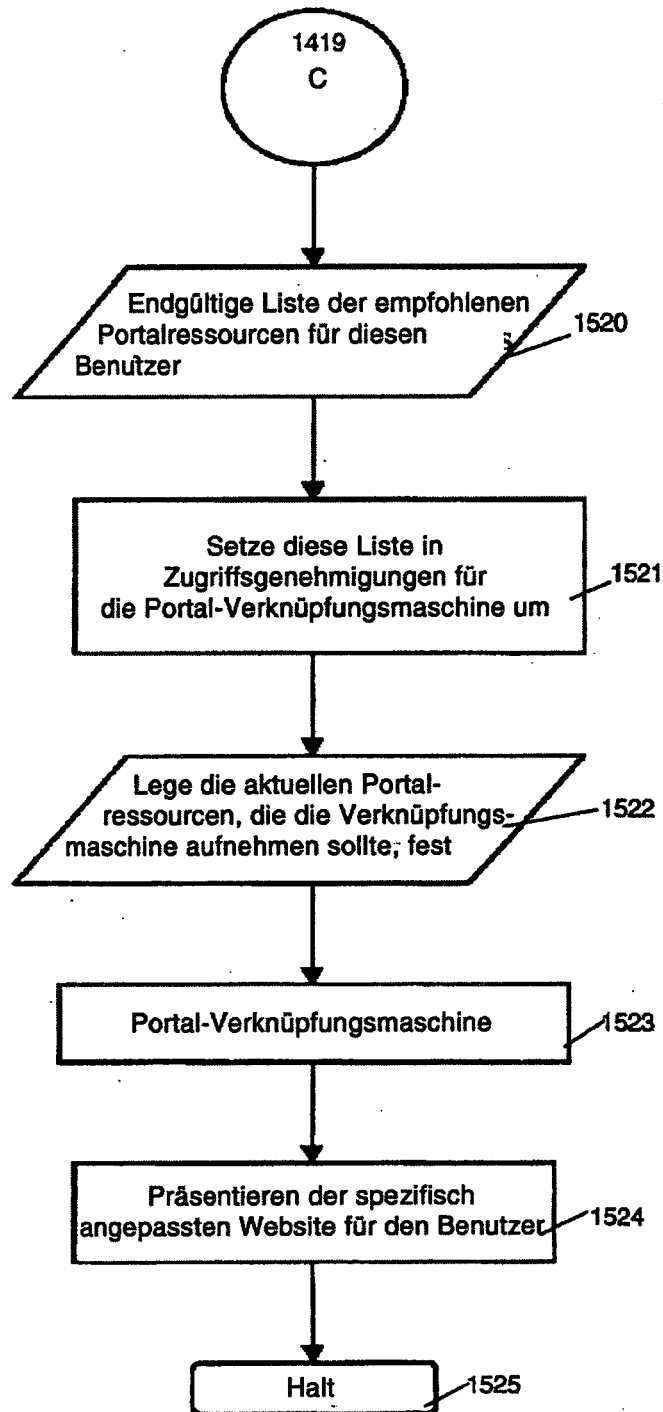 1419
C
Endgültige Liste der empfohlenen
Portalressourcen für diesen
Benutzer
1520
Setze diese Liste in
Zugriffsgenehmigungen für
die Portal-Verknüpfungsmaschine um
1521
Lege die aktuellen Portal-
ressourcen, die die Verknüpfungs-
maschine aufnehmen sollte, fest
1522
Portal-Verknüpfungsmaschine
1523
Präsentieren der spezifisch
angepassten Website für den Benutzer
1524
Halt
1525